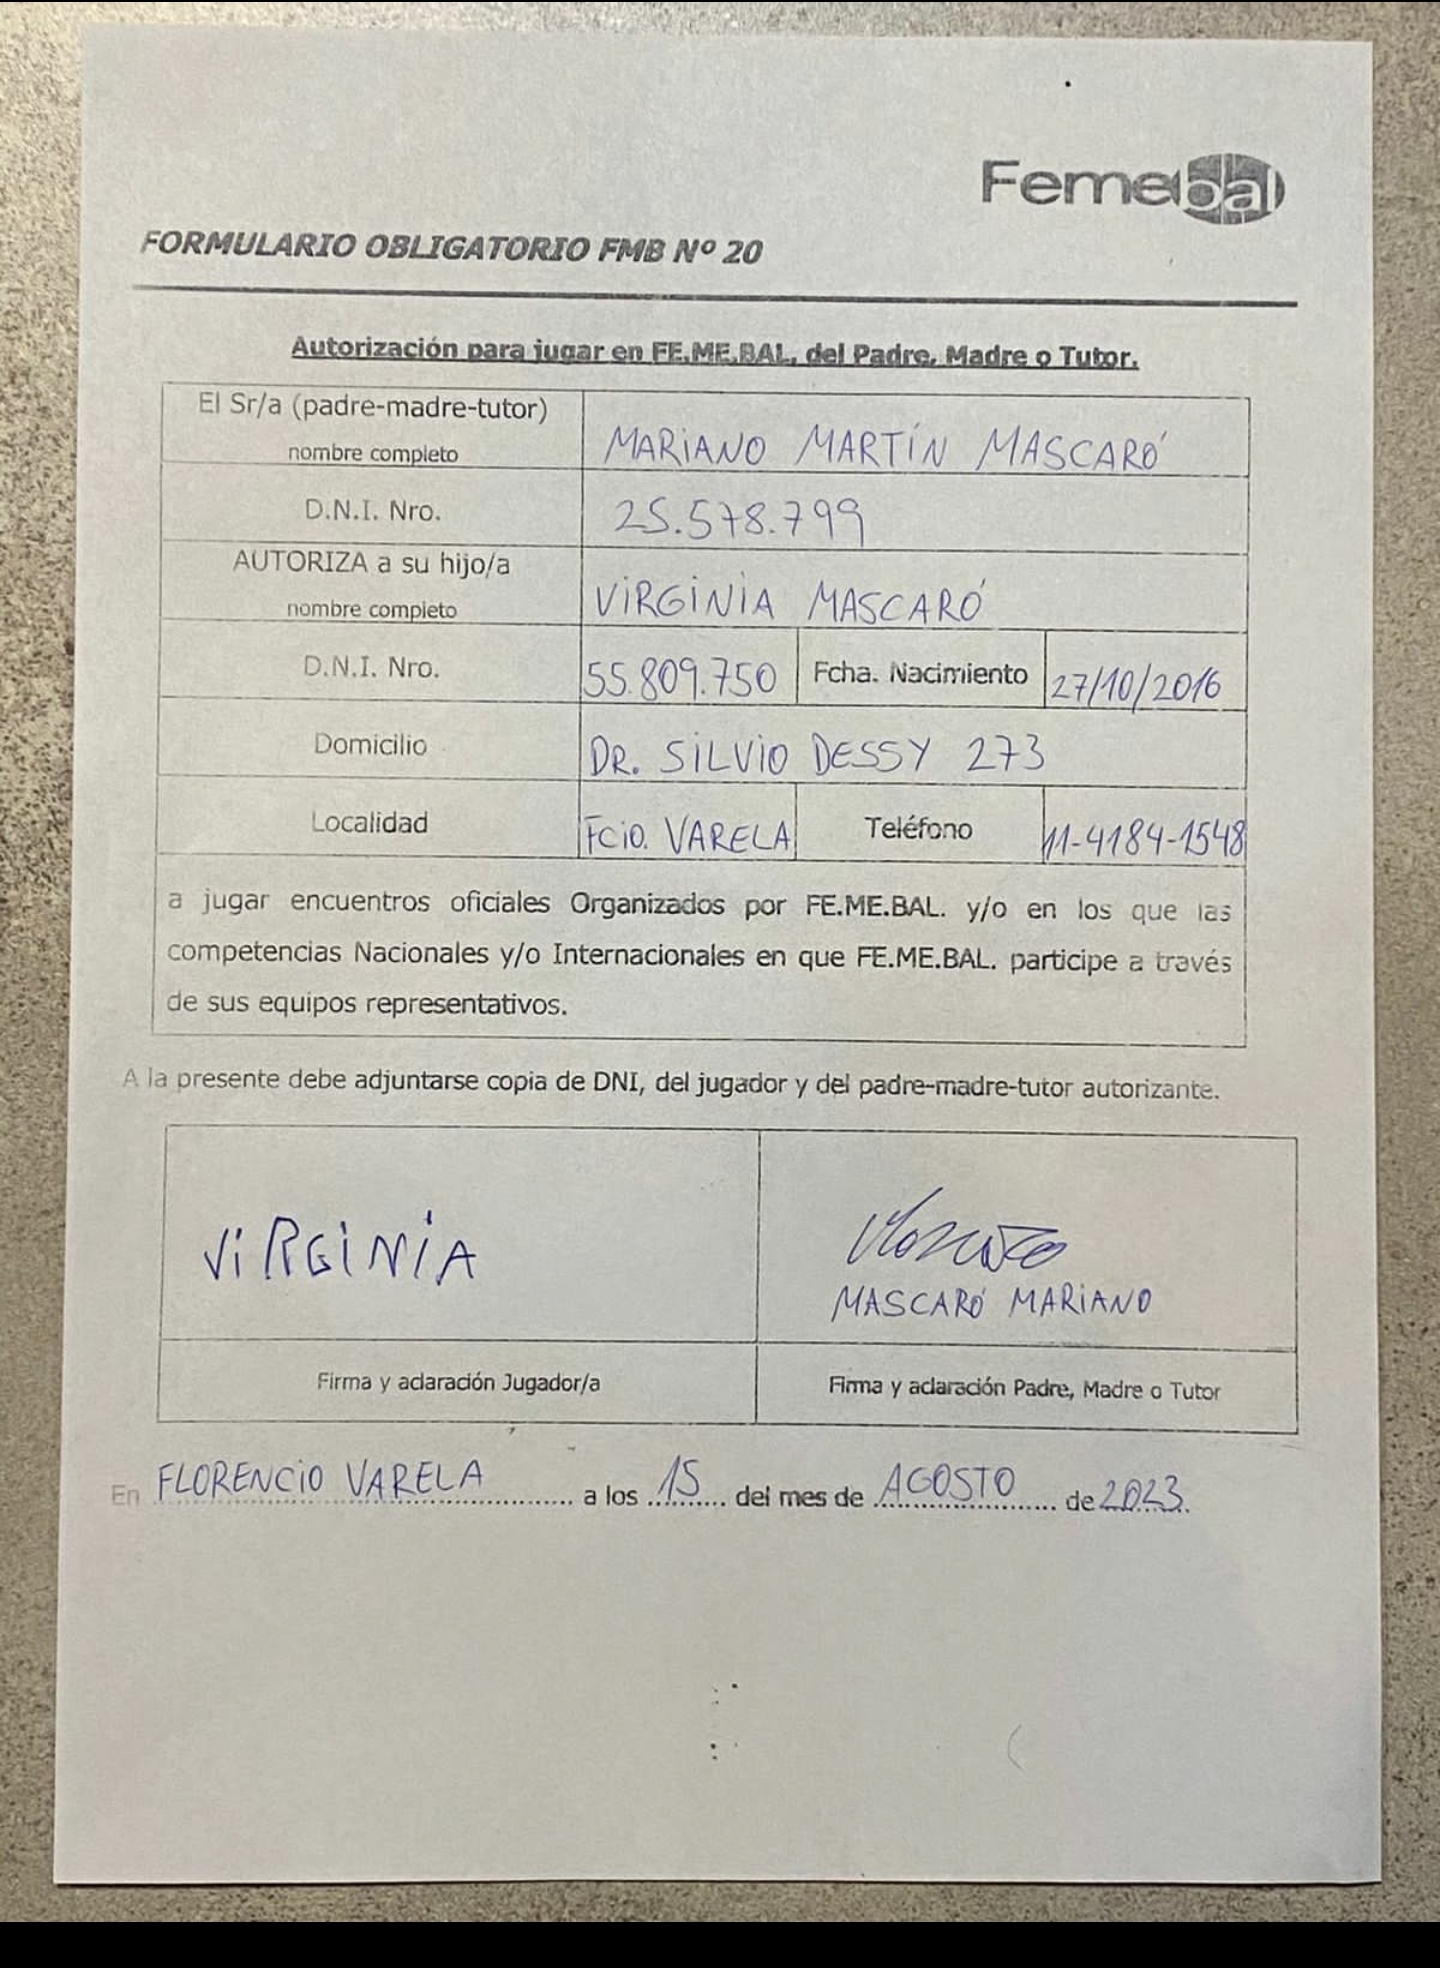 Femebal
FORMULARIO OBLIGATORIO FMB Nº 20
Autorización para jugar en FE.ME.BAL. del Padre, Madre o Tutor.
El Sr/a (padre-madre-tutor)
nombre completo
MARIANO MARTÍN MASCARÓ
D.N.I. Nro.
25.578.799
AUTORIZA a su hijo/a
nombre completo
VIRGINIA MASCARÓ
D.N.I. Nro.
55.809.750
Fcha. Nacimiento
27/10/2016
Domicilio
DR. SILVIO DESSY 273
Localidad
FCIO. VARELA
Teléfono
11-4184-1548
a jugar encuentros oficiales Organizados por FE.ME.BAL. y/o en los que las
competencias Nacionales y/o Internacionales en que FE.ME.BAL. participe a través
de sus equipos representativos.
A la presente debe adjuntarse copia de DNI, del jugador y del padre-madre-tutor autorizante.
VIRGINIA
MASCARÓ MARIANO
Firma y aclaración Jugador/a
Firma y aclaración Padre, Madre o Tutor
En FLORENCIO VARELA a los 15 del mes de AGOSTO de 2023.